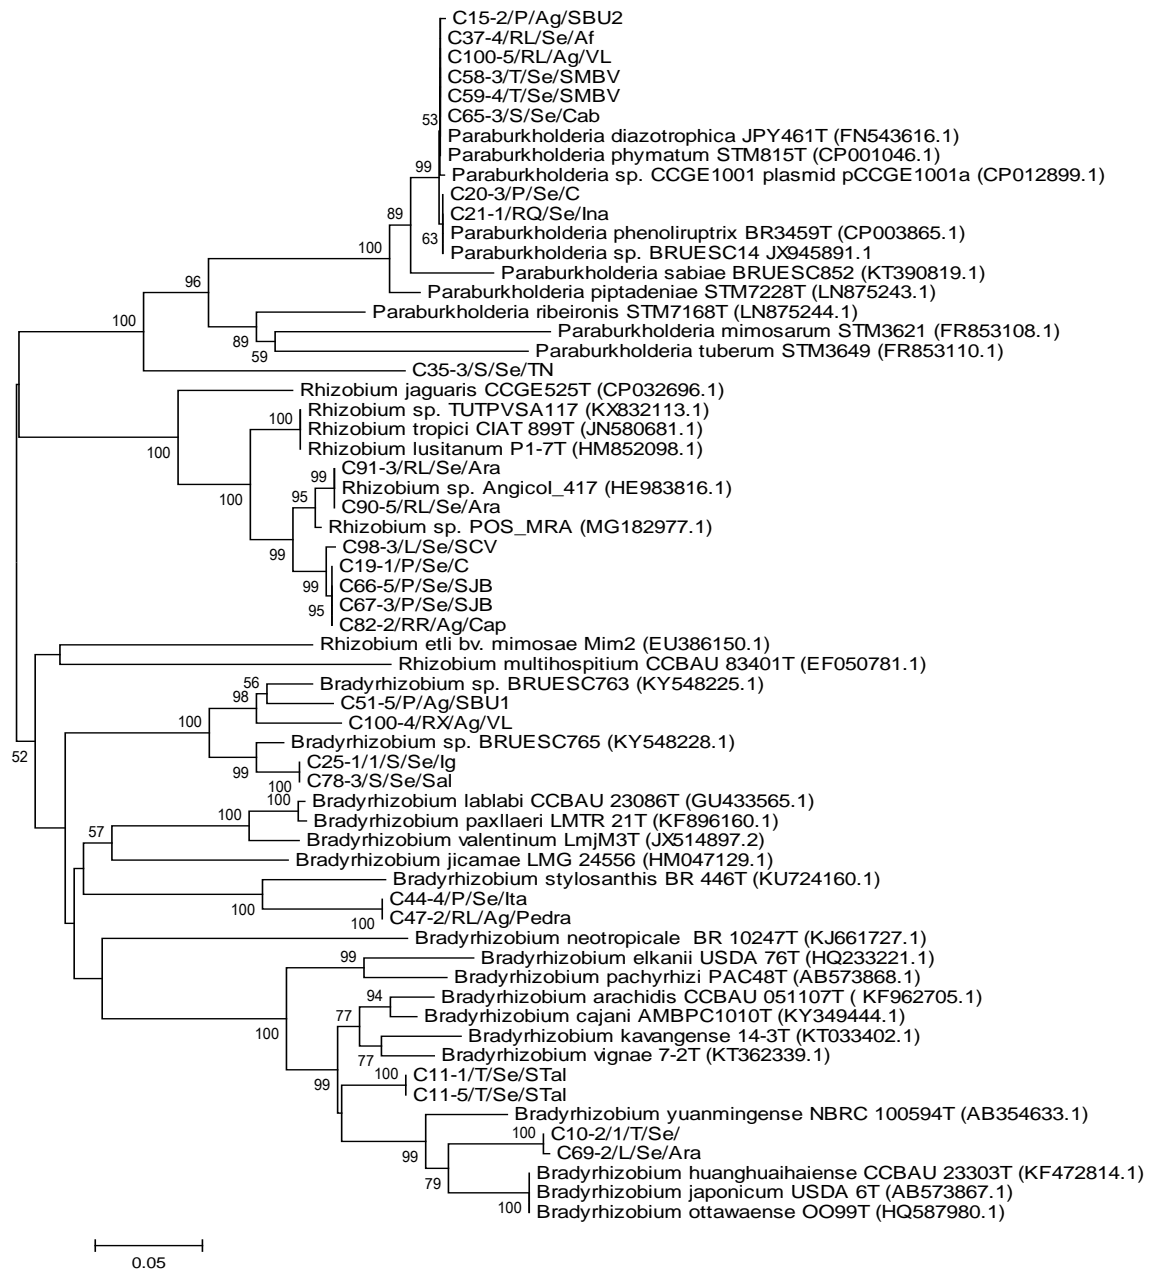 C15-2/P/Ag/SBU2
C37-4/RL/Se/Af
C100-5/RL/Ag/VL
C58-3/T/Se/SMBV
C59-4/T/Se/SMBV
C65-3/S/Se/Cab
53
Paraburkholderia diazotrophica JPY461T (FN543616.1)
Paraburkholderia phymatum STM815T (CP001046.1)
99
Paraburkholderia sp. CCGE1001 plasmid pCCGE1001a (CP012899.1)
C20-3/P/Se/C
89
C21-1/RQ/Se/Ina
Paraburkholderia phenoliruptrix BR3459T (CP003865.1)
63
100
Paraburkholderia sp. BRUESC14 JX945891.1
Paraburkholderia sabiae BRUESC852 (KT390819.1)
96
Paraburkholderia piptadeniae STM7228T (LN875243.1)
Paraburkholderia ribeironis STM7168T (LN875244.1)
100
Paraburkholderia mimosarum STM3621 (FR853108.1)
89
Paraburkholderia tuberum STM3649 (FR853110.1)
59
C35-3/S/Se/TN
Rhizobium jaguaris CCGE525T (CP032696.1)
Rhizobium sp. TUTPVSA117 (KX832113.1)
100
Rhizobium tropici CIAT 899T (JN580681.1)
Rhizobium lusitanum P1-7T (HM852098.1)
100
C91-3/RL/Se/Ara
99
Rhizobium sp. Angicol_417 (HE983816.1)
100
95
C90-5/RL/Se/Ara
Rhizobium sp. POS_MRA (MG182977.1)
C98-3/L/Se/SCV
99
C19-1/P/Se/C
C66-5/P/Se/SJB
99
C67-3/P/Se/SJB
95
C82-2/RR/Ag/Cap
Rhizobium etli bv. mimosae Mim2 (EU386150.1)
Rhizobium multihospitium CCBAU 83401T (EF050781.1)
Bradyrhizobium sp. BRUESC763 (KY548225.1)
56
98
C51-5/P/Ag/SBU1
100
C100-4/RX/Ag/VL
Bradyrhizobium sp. BRUESC765 (KY548228.1)
52
C25-1/1/S/Se/Ig
99
C78-3/S/Se/Sal
100
Bradyrhizobium lablabi CCBAU 23086T (GU433565.1)
100
100
Bradyrhizobium paxllaeri LMTR 21T (KF896160.1)
57
Bradyrhizobium valentinum LmjM3T (JX514897.2)
Bradyrhizobium jicamae LMG 24556 (HM047129.1)
Bradyrhizobium stylosanthis BR 446T (KU724160.1)
C44-4/P/Se/Ita
100
C47-2/RL/Ag/Pedra
100
Bradyrhizobium neotropicale  BR 10247T (KJ661727.1)
99
Bradyrhizobium elkanii USDA 76T (HQ233221.1)
Bradyrhizobium pachyrhizi PAC48T (AB573868.1)
94
Bradyrhizobium arachidis CCBAU 051107T ( KF962705.1)
77
Bradyrhizobium cajani AMBPC1010T (KY349444.1)
100
Bradyrhizobium kavangense 14-3T (KT033402.1)
77
Bradyrhizobium vignae 7-2T (KT362339.1)
100
C11-1/T/Se/STal
99
C11-5/T/Se/STal
Bradyrhizobium yuanmingense NBRC 100594T (AB354633.1)
100
C10-2/1/T/Se/
99
C69-2/L/Se/Ara
Bradyrhizobium huanghuaihaiense CCBAU 23303T (KF472814.1)
79
Bradyrhizobium japonicum USDA 6T (AB573867.1)
100
Bradyrhizobium ottawaense OO99T (HQ587980.1)
0.05